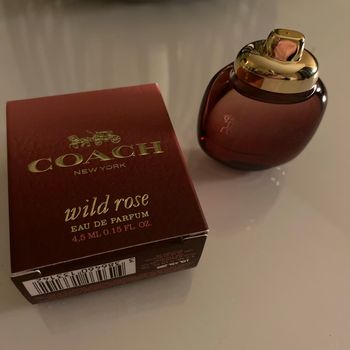 COACH
NEW YORK
wild rose
EAU DE PARFUM
4,5 ML 0.15 FL. OZ.